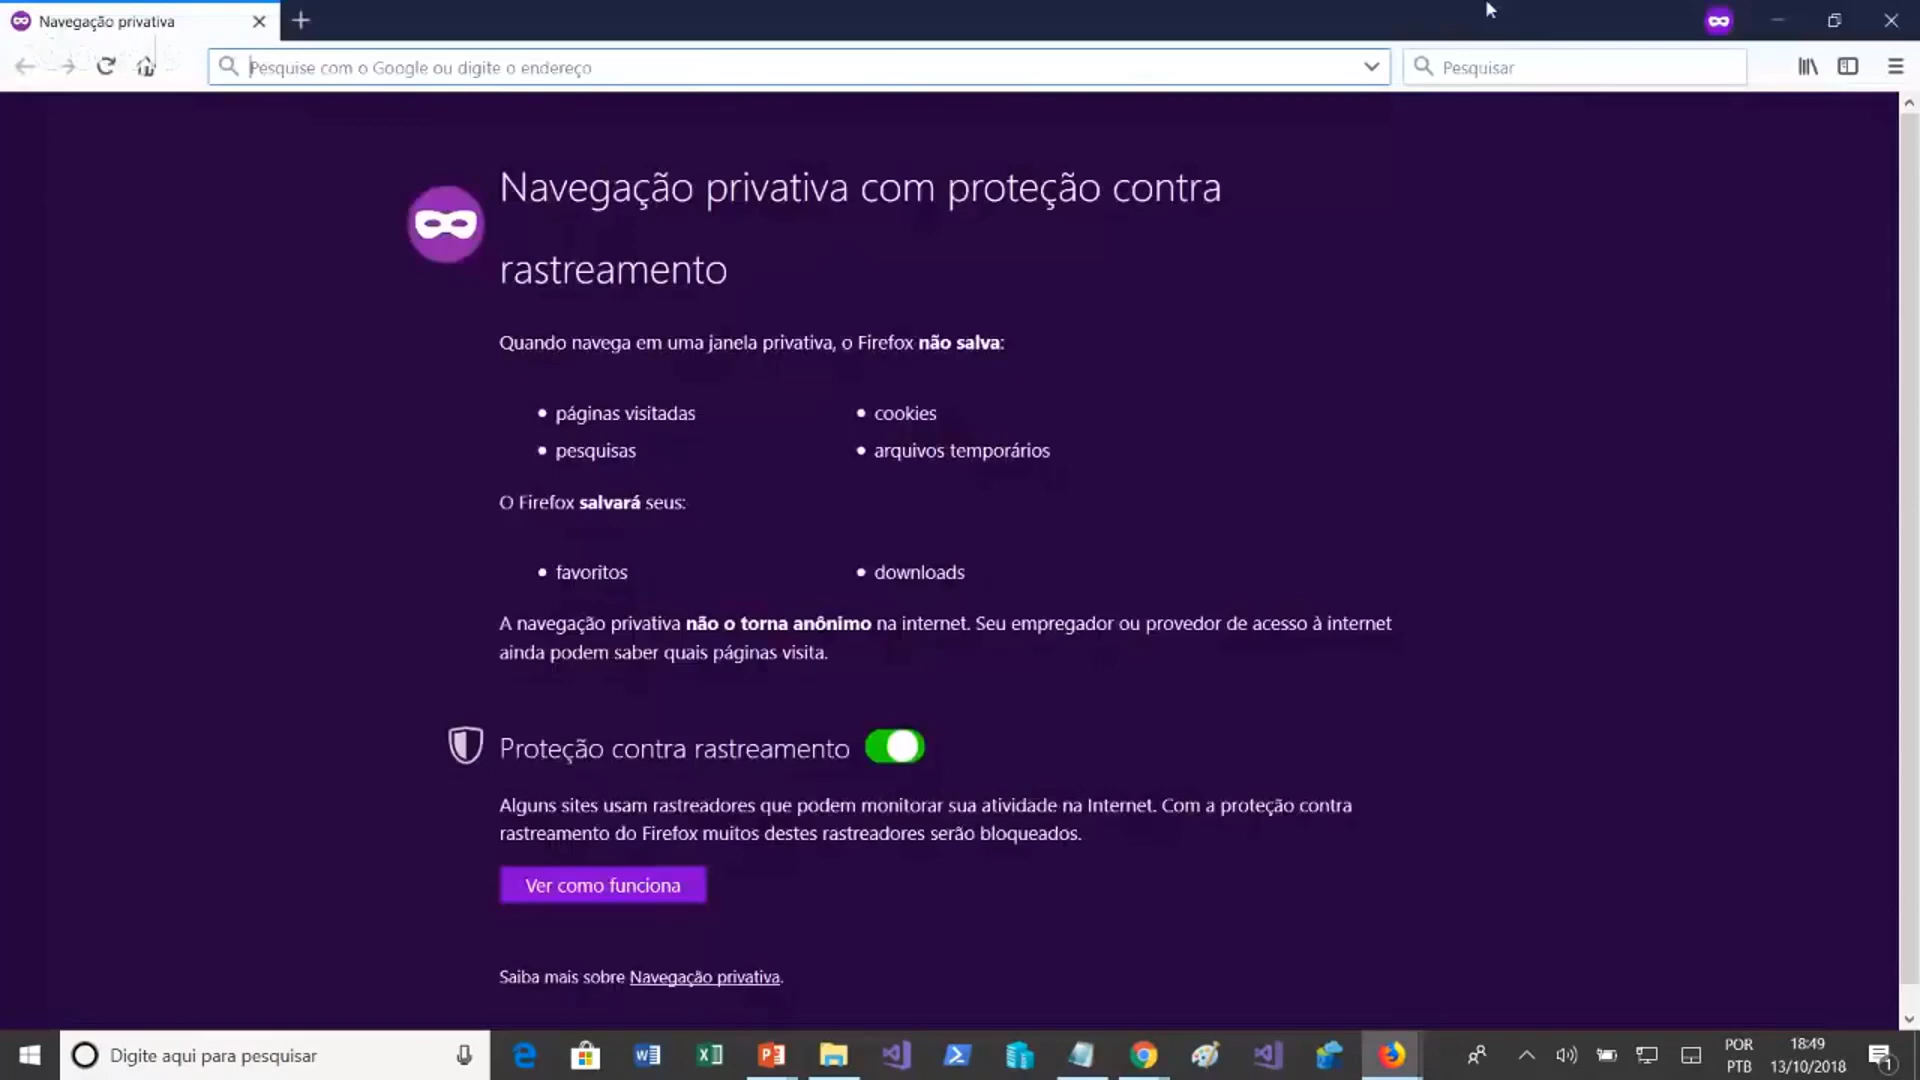 Navegação privativa
Pesquise com o Google ou digite o endereço
Pesquisar
Navegação privativa com proteção contra
rastreamento
Quando navega em uma janela privativa, o Firefox não salva:
• páginas visitadas
• cookies
• pesquisas
• arquivos temporários
O Firefox salvará seus:
• favoritos
• downloads
A navegação privativa não o torna anônimo na internet. Seu empregador ou provedor de acesso à internet
ainda podem saber quais páginas visita.
Proteção contra rastreamento
Alguns sites usam rastreadores que podem monitorar sua atividade na Internet. Com a proteção contra
rastreamento do Firefox muitos destes rastreadores serão bloqueados.
Ver como funciona
Saiba mais sobre Navegação privativa.
Digite aqui para pesquisar
POR
PTB
18:49
13/10/2018
1